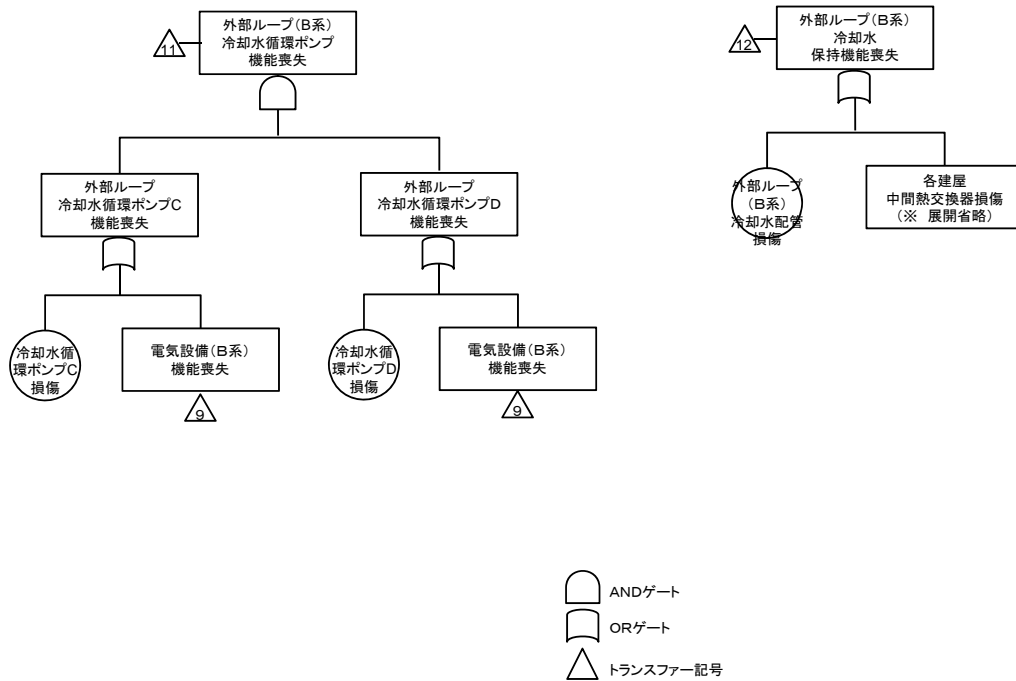 外部ループ(B系)
冷却水循環ポンプ
機能喪失
11
外部ループ
冷却水循環ポンプC
機能喪失
外部ループ
冷却水循環ポンプD
機能喪失
冷却水循
環ポンプC
損傷
電気設備(B系)
機能喪失
9
冷却水循
環ポンプD
損傷
電気設備(B系)
機能喪失
9
外部ループ(B系)
冷却水
保持機能喪失
12
外部ループ
(B系)
冷却水配管
損傷
各建屋
中間熱交換器損傷
(※ 展開省略)
ANDゲート
ORゲート
トランスファー記号